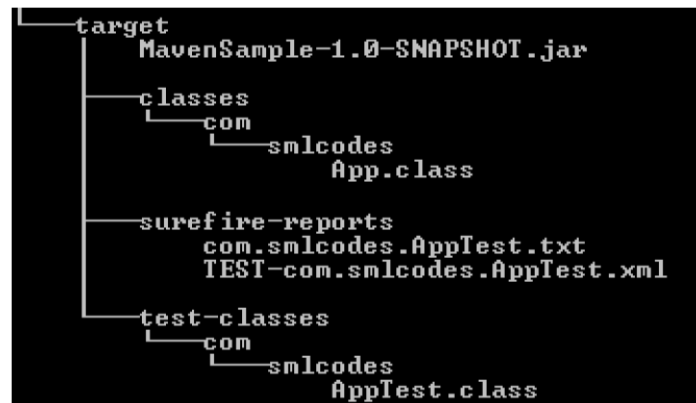 target
MavenSample-1.0-SNAPSHOT.jar
classes
com
smlcodes
App.class
surefire-reports
com.smlcodes.AppTest.txt
TEST-com.smlcodes.AppTest.xml
test-classes
com
smlcodes
AppTest.class